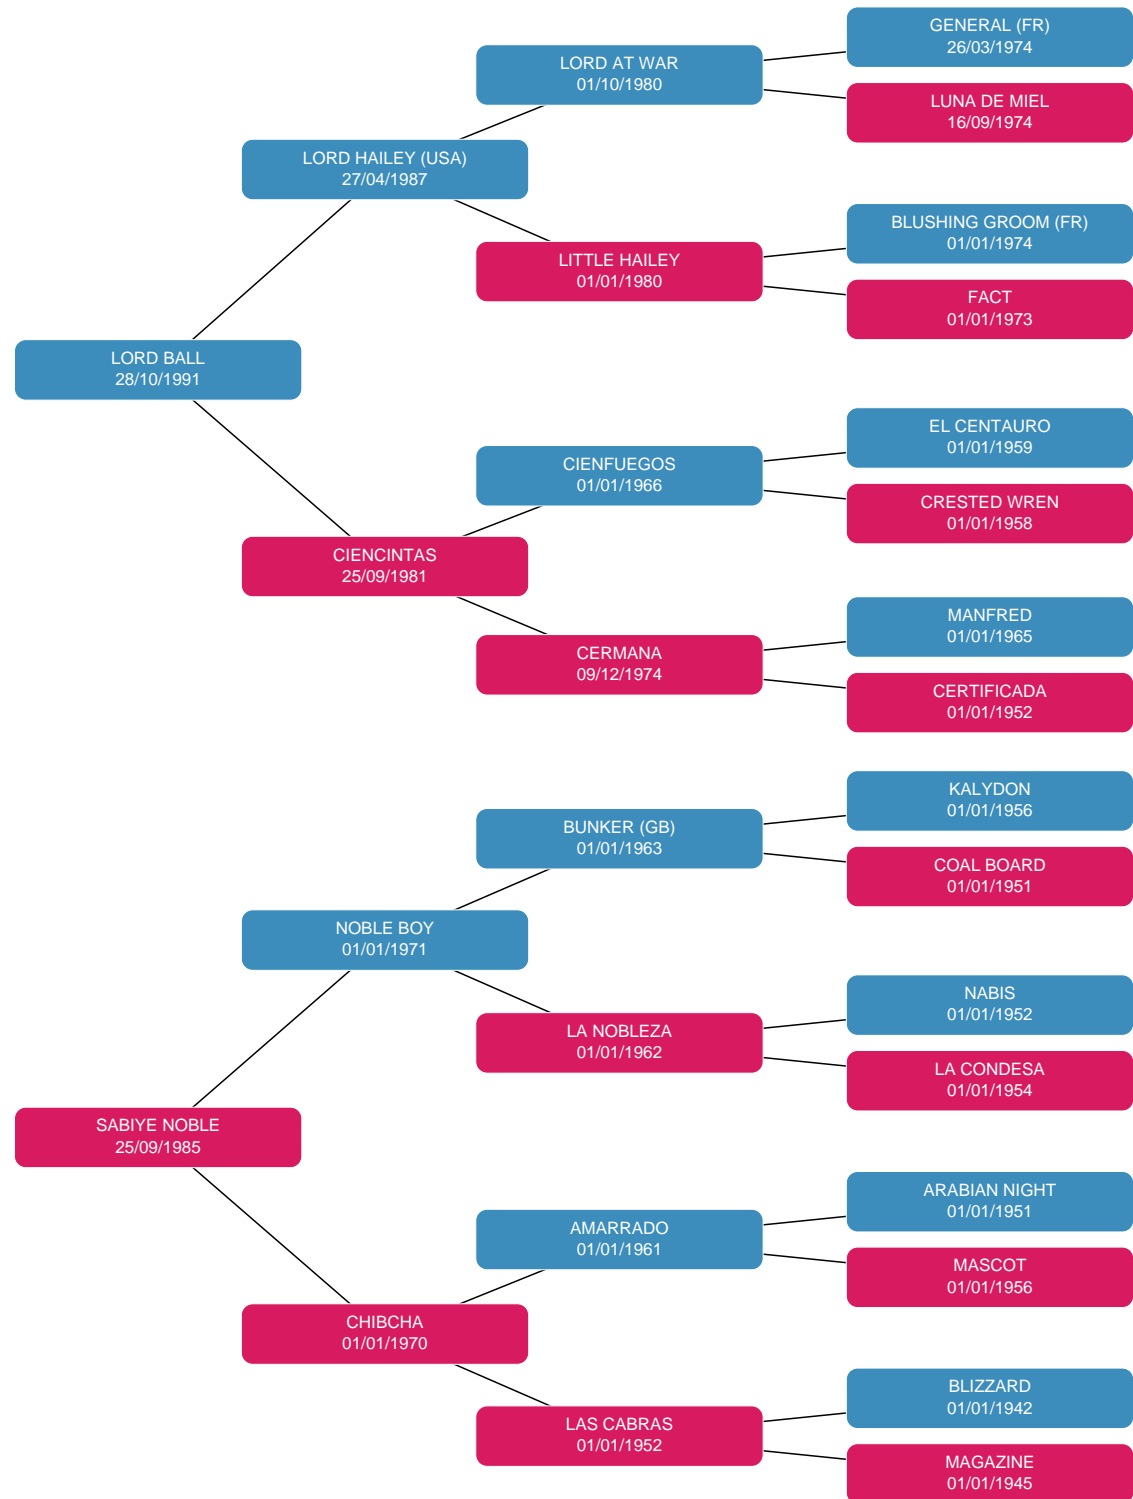 GENERAL (FR)
26/03/1974
LORD AT WAR
01/10/1980
LUNA DE MIEL
16/09/1974
LORD HAILEY (USA)
27/04/1987
BLUSHING GROOM (FR)
01/01/1974
LITTLE HAILEY
01/01/1980
FACT
01/01/1973
LORD BALL
28/10/1991
EL CENTAURO
01/01/1959
CIENFUEGOS
01/01/1966
CRESTED WREN
01/01/1958
CIENCINTAS
25/09/1981
MANFRED
01/01/1965
CERMANA
09/12/1974
CERTIFICADA
01/01/1952
KALYDON
01/01/1956
BUNKER (GB)
01/01/1963
COAL BOARD
01/01/1951
NOBLE BOY
01/01/1971
NABIS
01/01/1952
LA NOBLEZA
01/01/1962
LA CONDESA
01/01/1954
SABIYE NOBLE
25/09/1985
ARABIAN NIGHT
01/01/1951
AMARRADO
01/01/1961
MASCOT
01/01/1956
CHIBCHA
01/01/1970
BLIZZARD
01/01/1942
LAS CABRAS
01/01/1952
MAGAZINE
01/01/1945